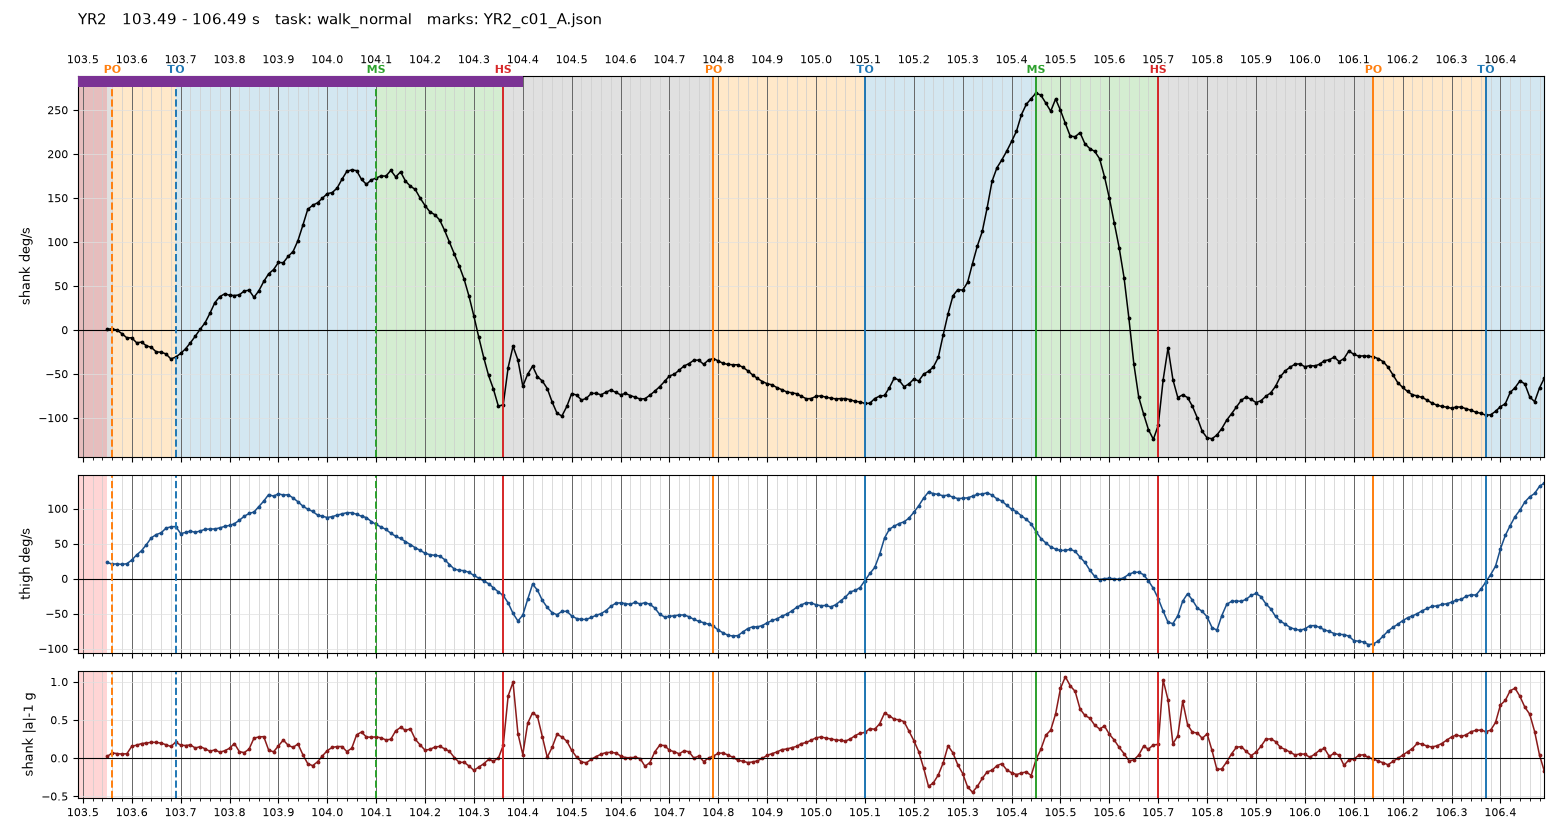 YR2   103.49 - 106.49 s   task: walk_normal   marks: YR2_c01_A.json
103.5 103.6 103.7 103.8 103.9 104.0 104.1 104.2 104.3 104.4 104.5 104.6 104.7 104.8 104.9 105.0 105.1 105.2 105.3 105.4 105.5 105.6 105.7 105.8 105.9 106.0 106.1 106.2 106.3 106.4
PO TO MS HS PO TO MS HS PO TO
shank deg/s
250
200
150
100
50
0
−50
−100
thigh deg/s
100
50
0
−50
−100
shank |a|-1 g
1.0
0.5
0.0
−0.5
103.5 103.6 103.7 103.8 103.9 104.0 104.1 104.2 104.3 104.4 104.5 104.6 104.7 104.8 104.9 105.0 105.1 105.2 105.3 105.4 105.5 105.6 105.7 105.8 105.9 106.0 106.1 106.2 106.3 106.4